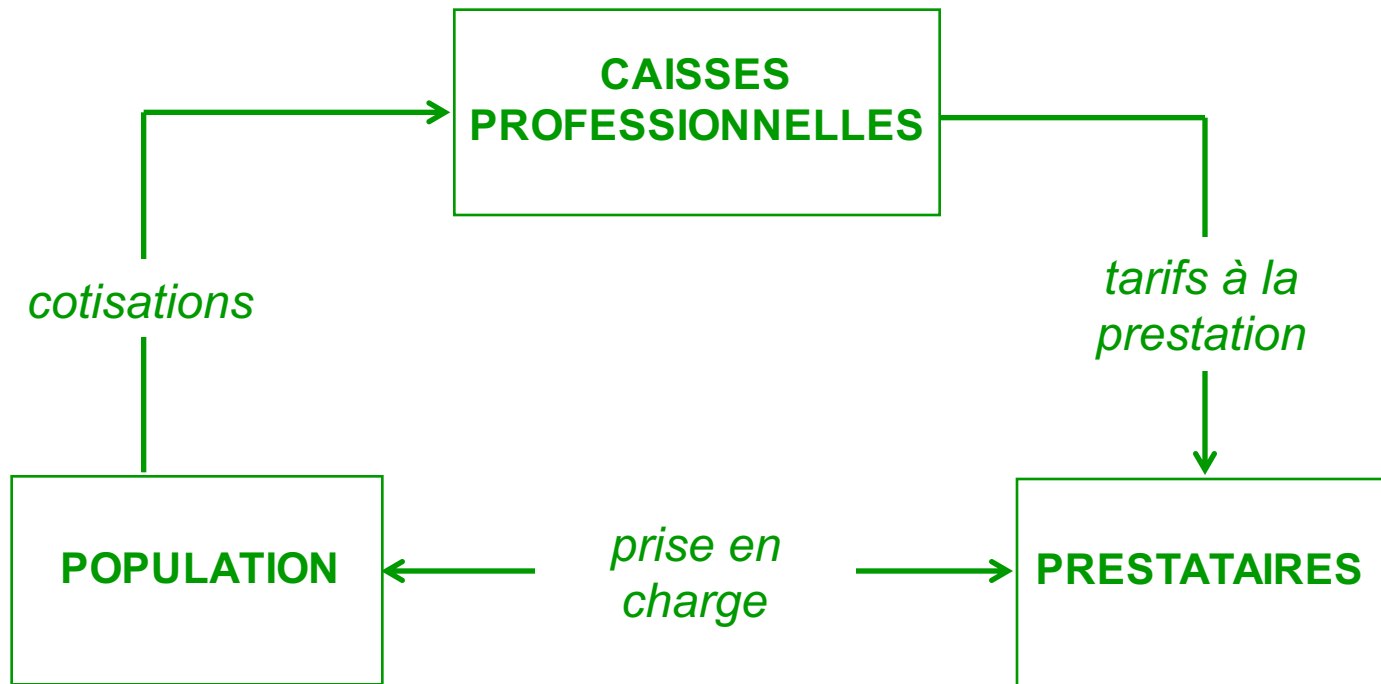 CAISSES
PROFESSIONNELLES
cotisations
tarifs à la
prestation
POPULATION
prise en
charge
PRESTATAIRES